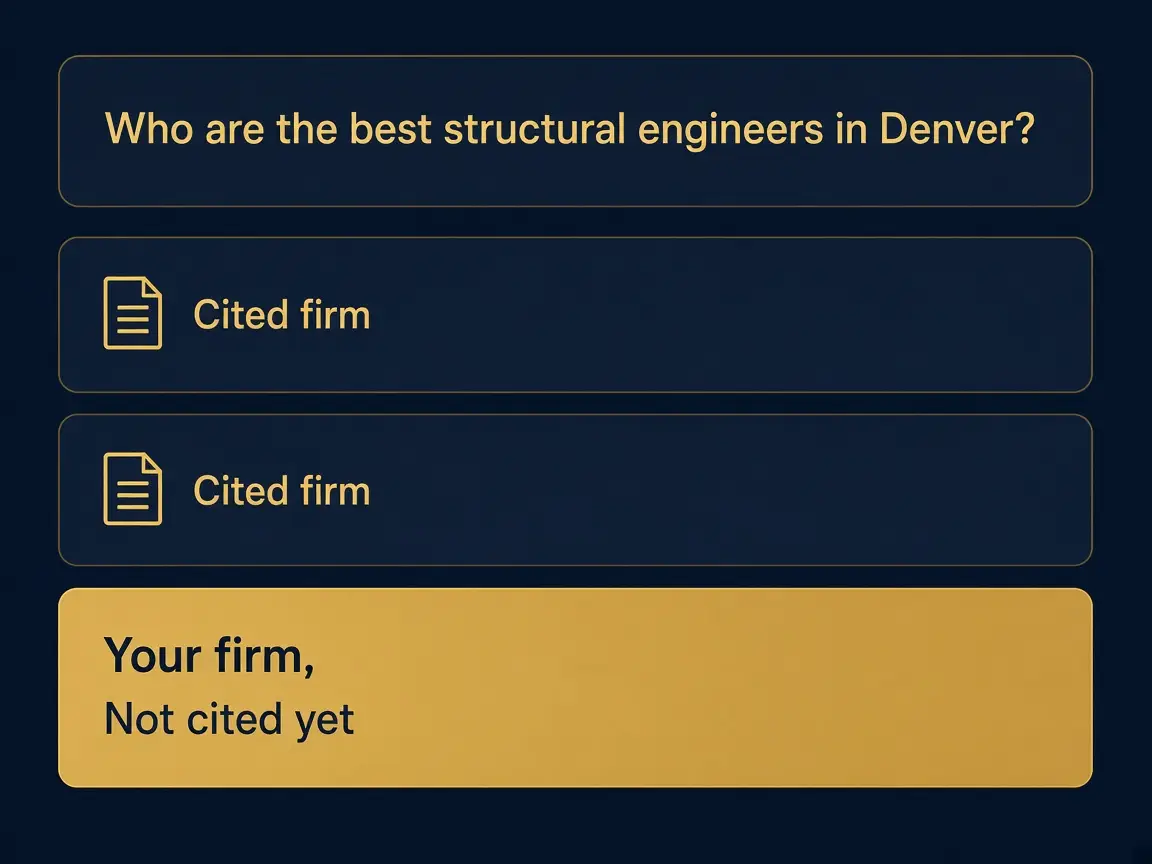 Who are the best structural engineers in Denver?
Cited firm
Cited firm
Your firm,
Not cited yet